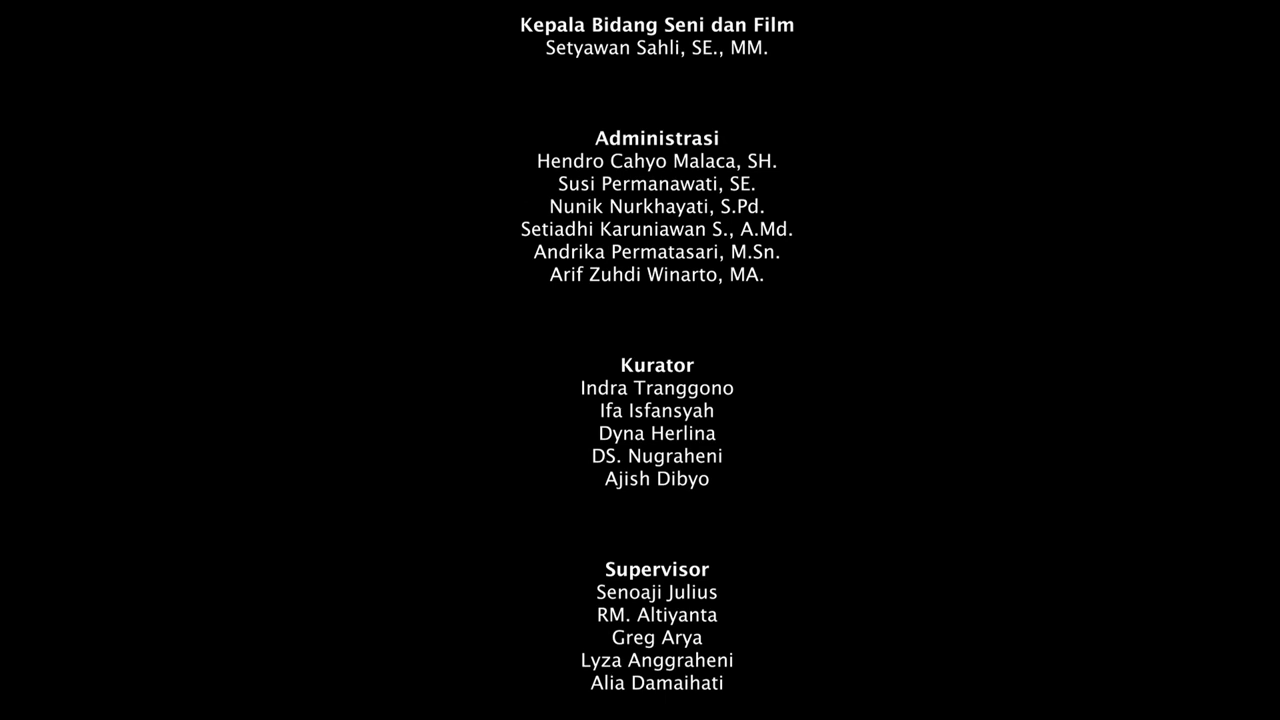 Kepala Bidang Seni dan Film
Setyawan Sahli, SE., MM.
Administrasi
Hendro Cahyo Malaca, SH.
Susi Permanawati, SE.
Nunik Nurkhayati, S.Pd.
Setiadhi Karuniawan S., A.Md.
Andrika Permatasari, M.Sn.
Arif Zuhdi Winarto, MA.
Kurator
Indra Tranggono
Ifa Isfansyah
Dyna Herlina
DS. Nugraheni
Ajish Dibyo
Supervisor
Senoaji Julius
RM. Altiyanta
Greg Arya
Lyza Anggraheni
Alia Damaihati